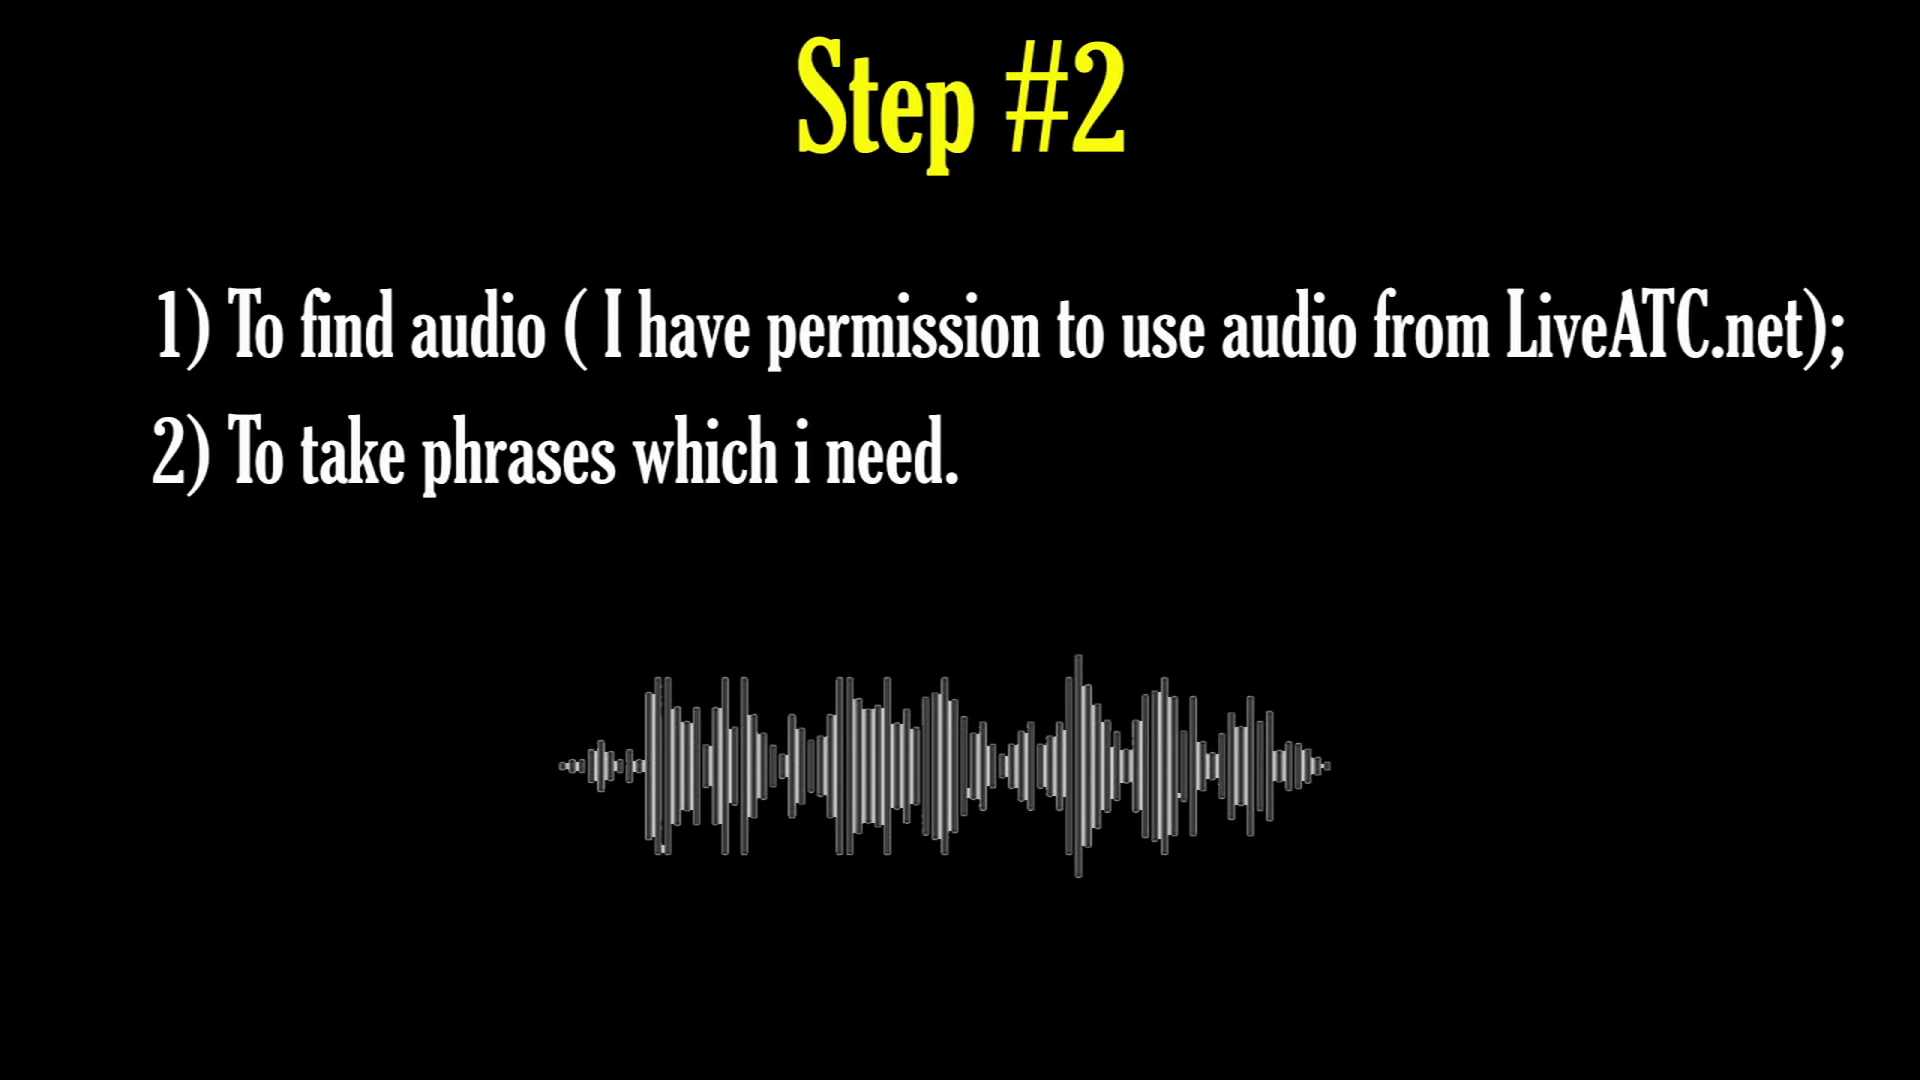 Step #2
1) To find audio ( I have permission to use audio from LiveATC.net);
2) To take phrases which i need.